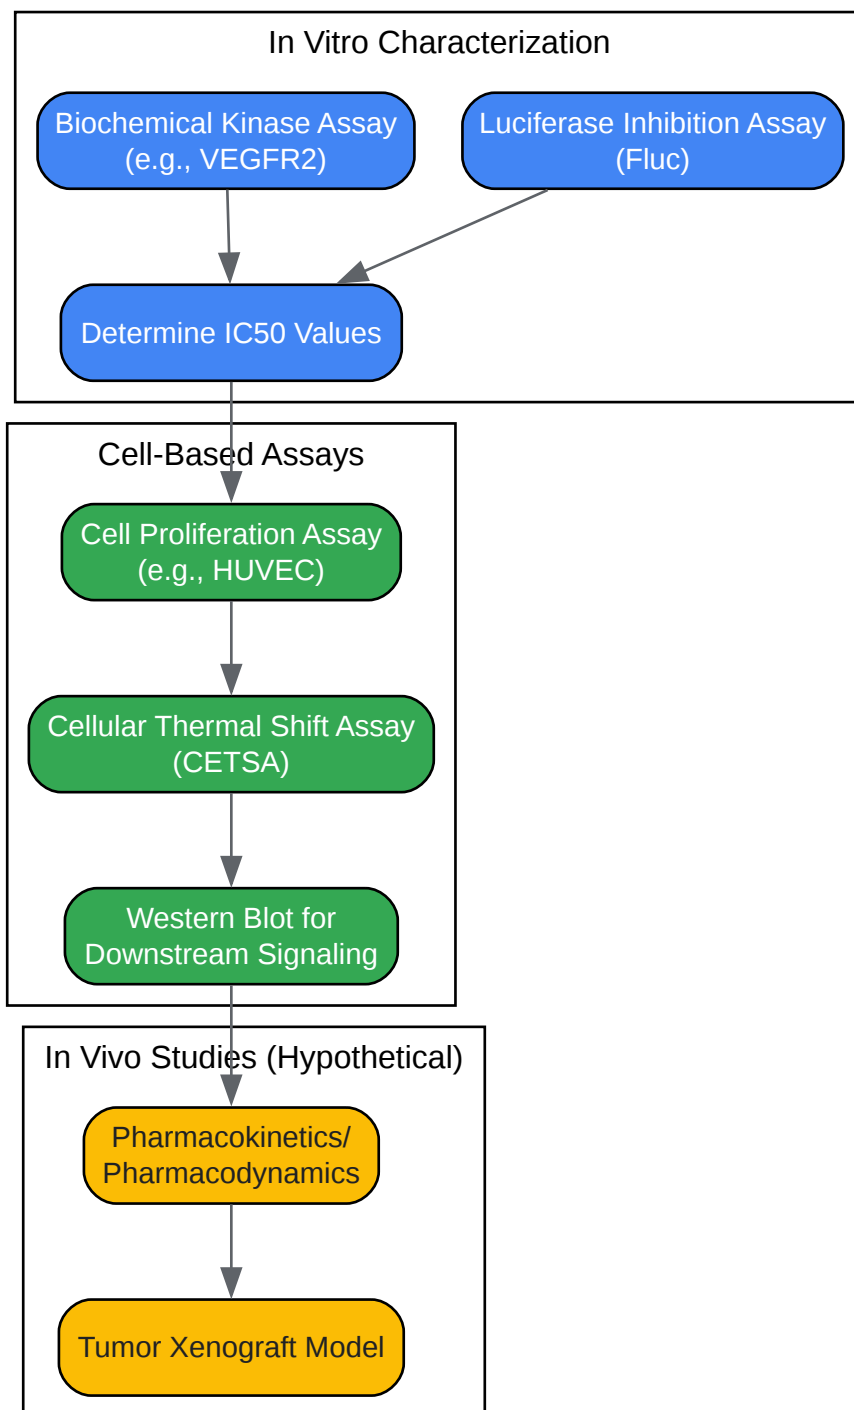 In Vitro Characterization
Biochemical Kinase Assay
(e.g., VEGFR2)
Luciferase Inhibition Assay
(Fluc)
Determine IC50 Values
Cell-Based Assays
Cell Proliferation Assay
(e.g., HUVEC)
Cellular Thermal Shift Assay
(CETSA)
Western Blot for
Downstream Signaling
In Vivo Studies (Hypothetical)
Pharmacokinetics/
Pharmacodynamics
Tumor Xenograft Model